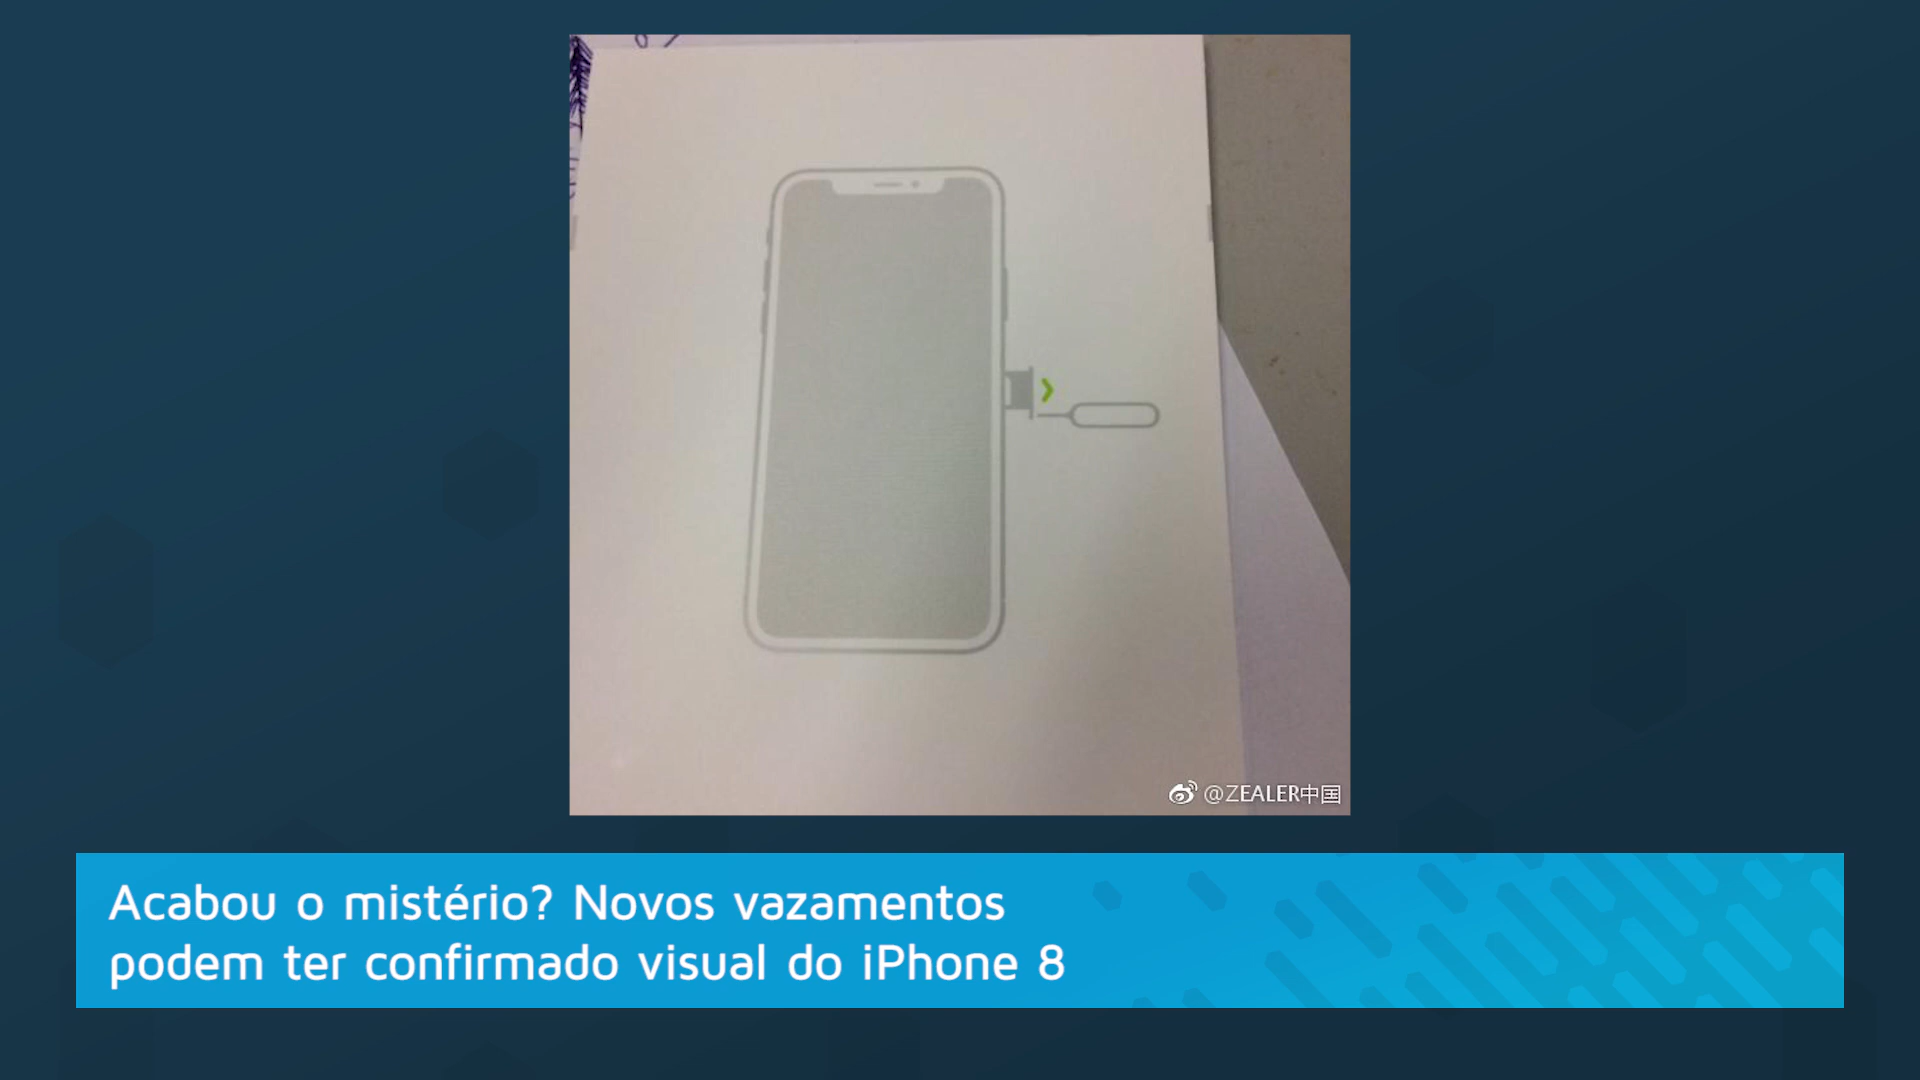 @ZEALER中国
Acabou o mistério? Novos vazamentos
podem ter confirmado visual do iPhone 8